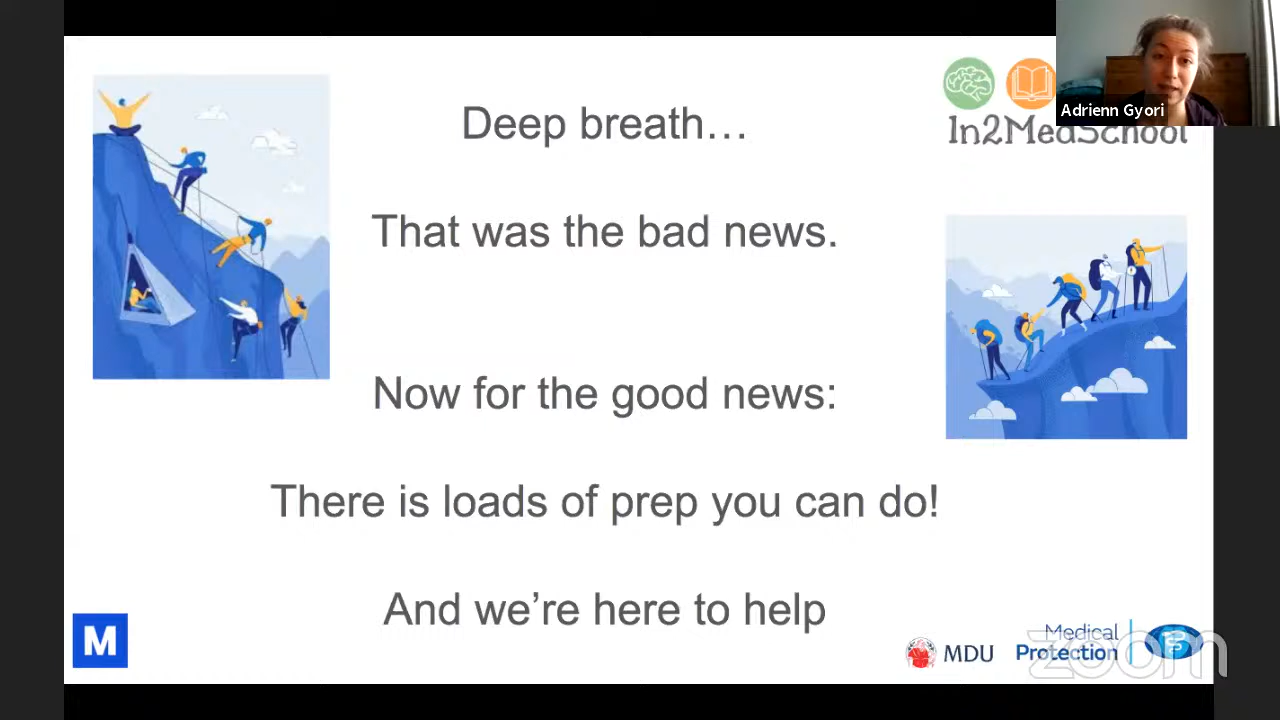 Deep breath…
Adrienn Gyori
In2MedSchool
That was the bad news.
Now for the good news:
There is loads of prep you can do!
And we’re here to help
M
MDU
Medical
Protection
zoom